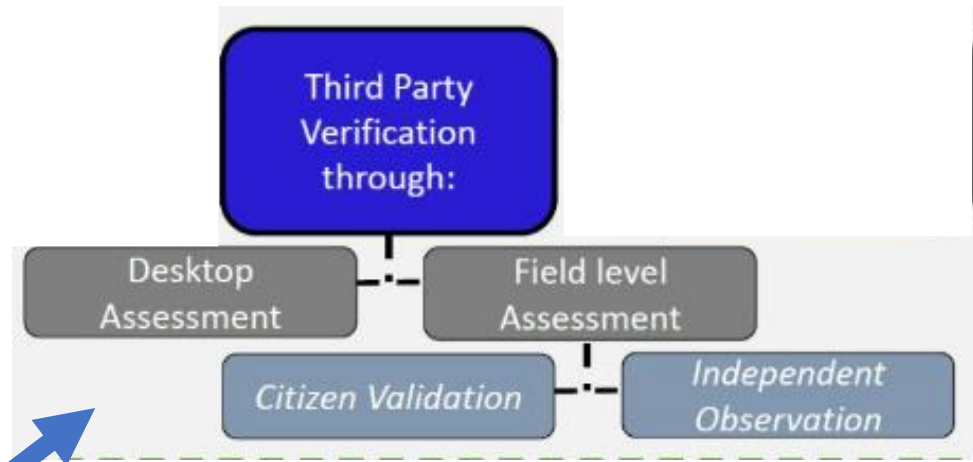 Third Party
Verification
through:
Desktop
Assessment
Field level
Assessment
Citizen Validation
Independent
Observation